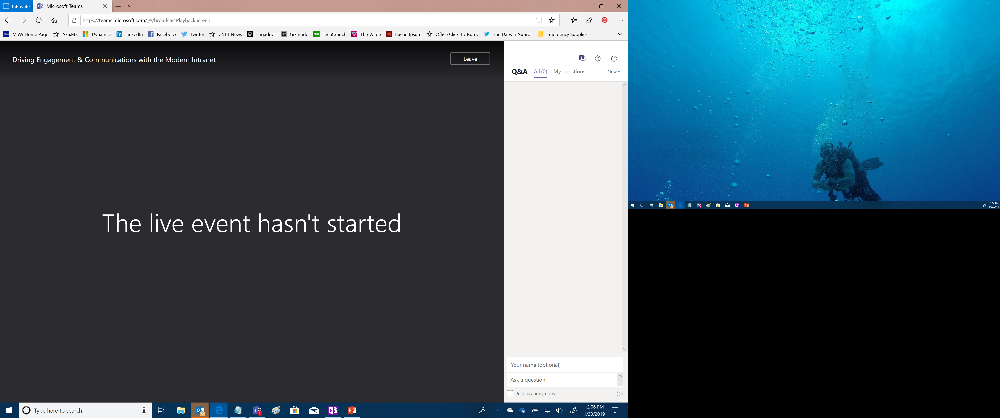 InPrivate
Microsoft Teams
https://teams.microsoft.com/_#/broadcastPlaybackScreen
MSW Home Page
Aka.MS
Dynamics
LinkedIn
Facebook
Twitter
CNET News
Engadget
Gizmodo
TechCrunch
The Verge
Bacon Ipsum
Office Click-To-Run C
The Darwin Awards
Emergency Supplies
Driving Engagement & Communications with the Modern Intranet
Leave
Q&A
All (0)
My questions
New
The live event hasn't started
Your name (optional)
Ask a question
Post as anonymous
Type here to search
1
12:06 PM
1/30/2019
12:06 PM
1/30/2019